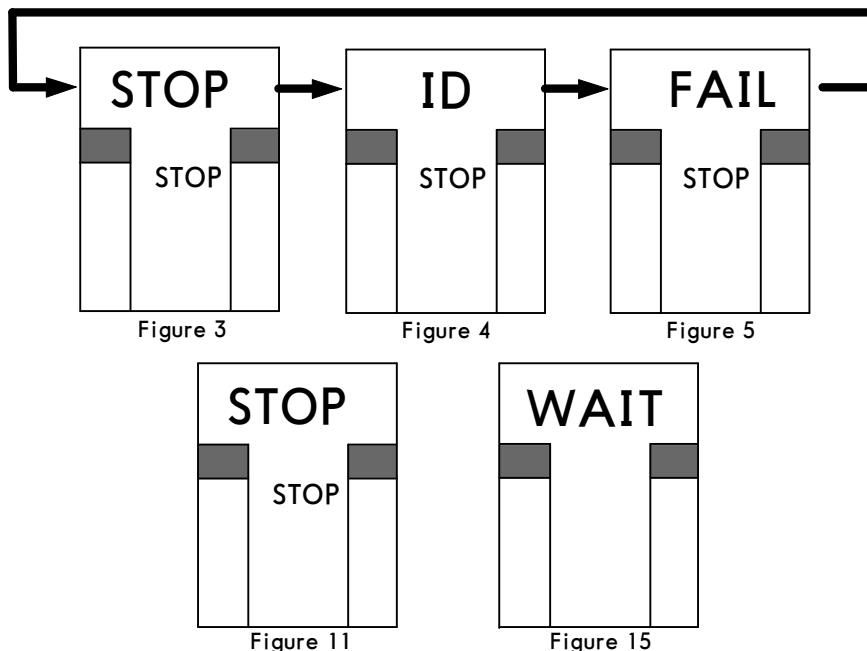 STOP
ID
FAIL
STOP
STOP
STOP
Figure 3
Figure 4
Figure 5
STOP
WAIT
STOP
Figure 11
Figure 15